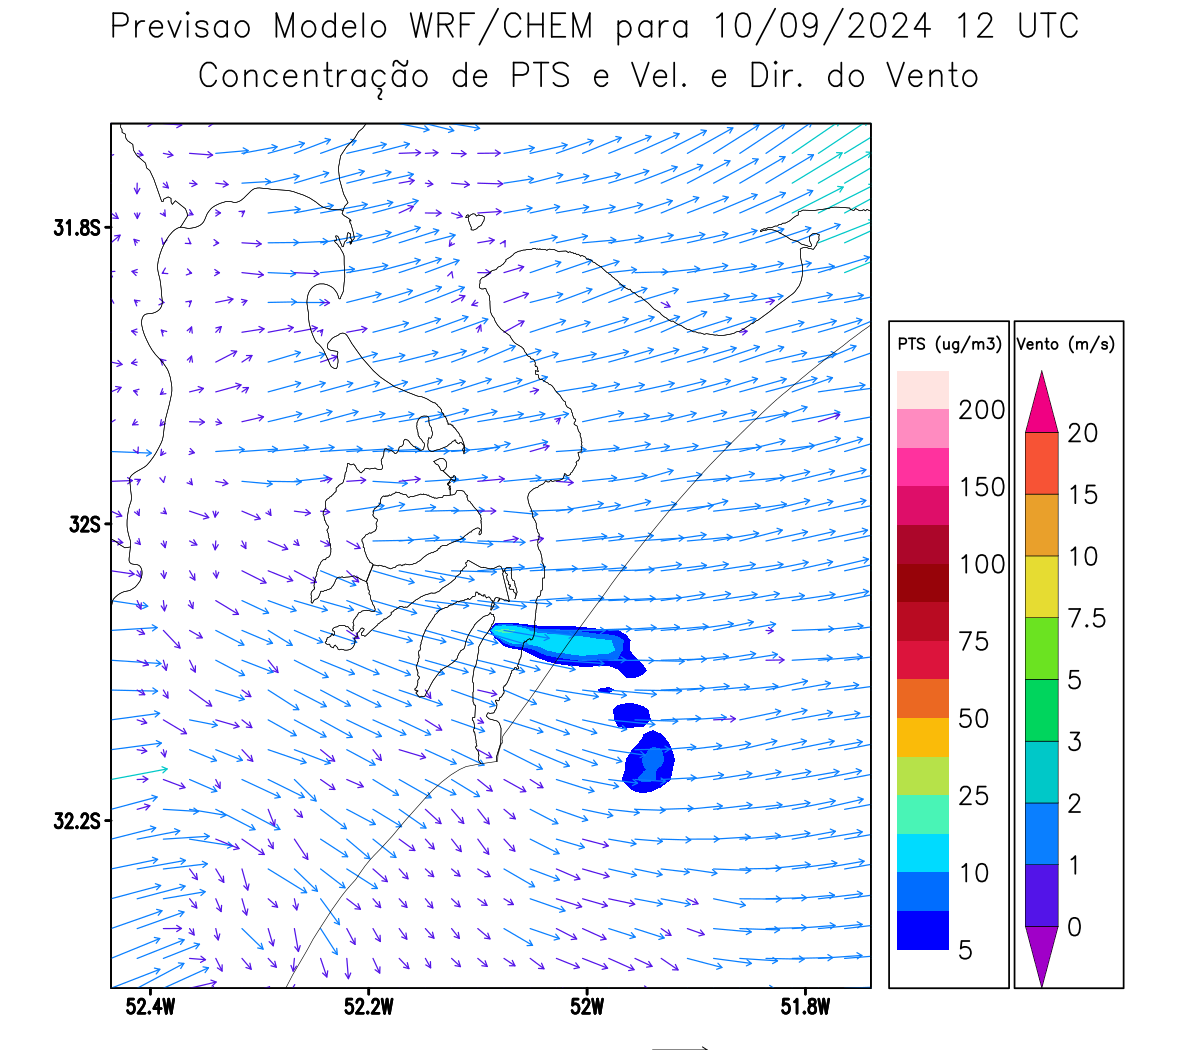 Previsao Modelo WRF/CHEM para 10/09/2024 12 UTC
Concentração de PTS e Vel. e Dir. do Vento
31.8S
32S
32.2S
52.4W 52.2W 52W 51.8W
PTS (ug/m3)
200
150
100
75
50
25
10
5
Vento (m/s)
20
15
10
7.5
5
3
2
1
0